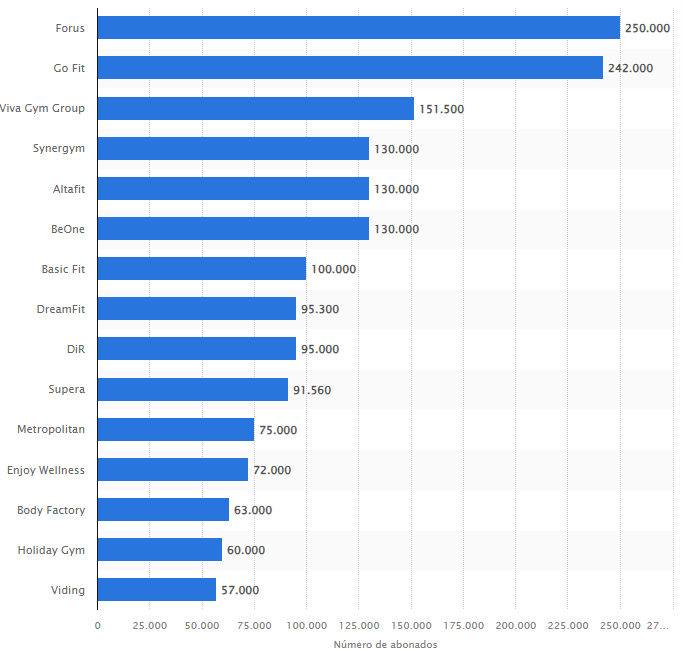 Forus 250.000
Go Fit 242.000
Viva Gym Group 151.500
Synergym 130.000
Altafit 130.000
BeOne 130.000
Basic Fit 100.000
DreamFit 95.300
DiR 95.000
Supera 91.560
Metropolitan 75.000
Enjoy Wellness 72.000
Body Factory 63.000
Holiday Gym 60.000
Viding 57.000
0 25.000 50.000 75.000 100.000 125.000 150.000 175.000 200.000 225.000 250.000 27...
Número de abonados